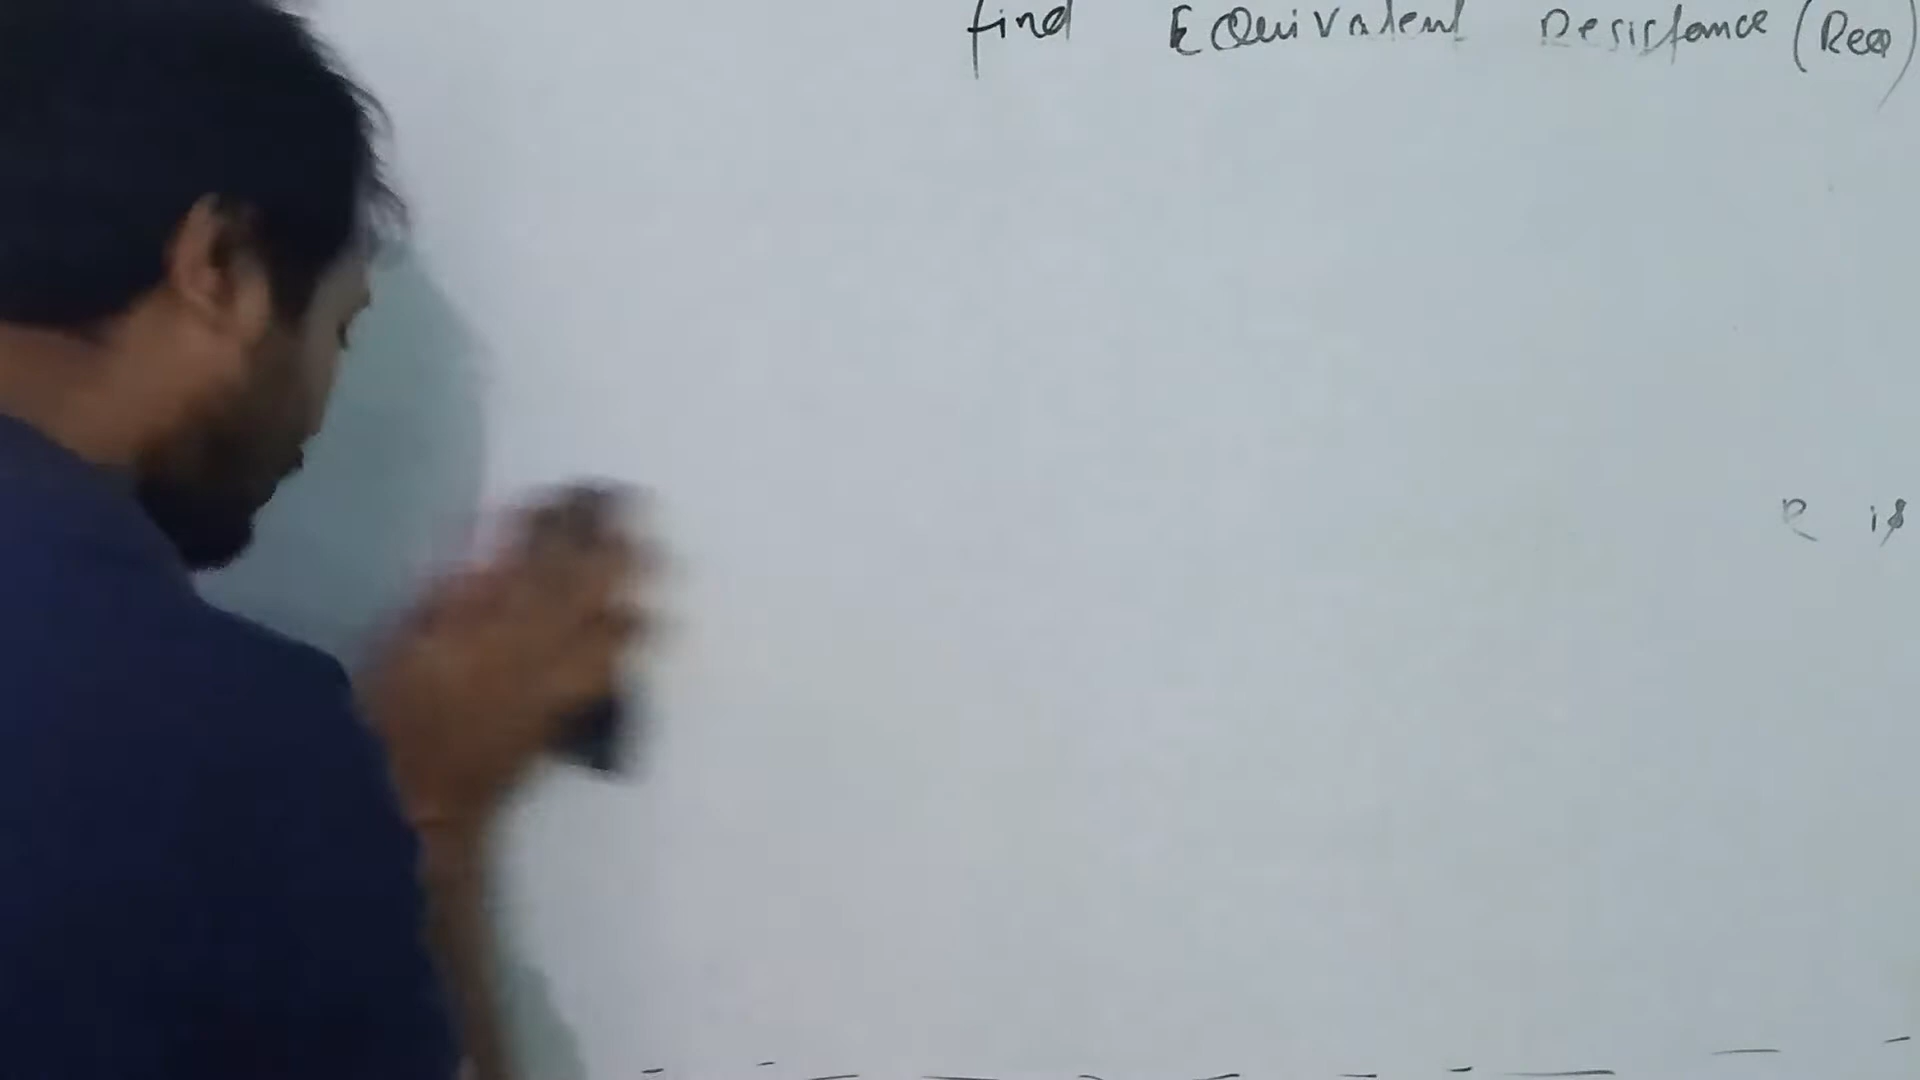 find Equivalent Resistance (Req)
R is